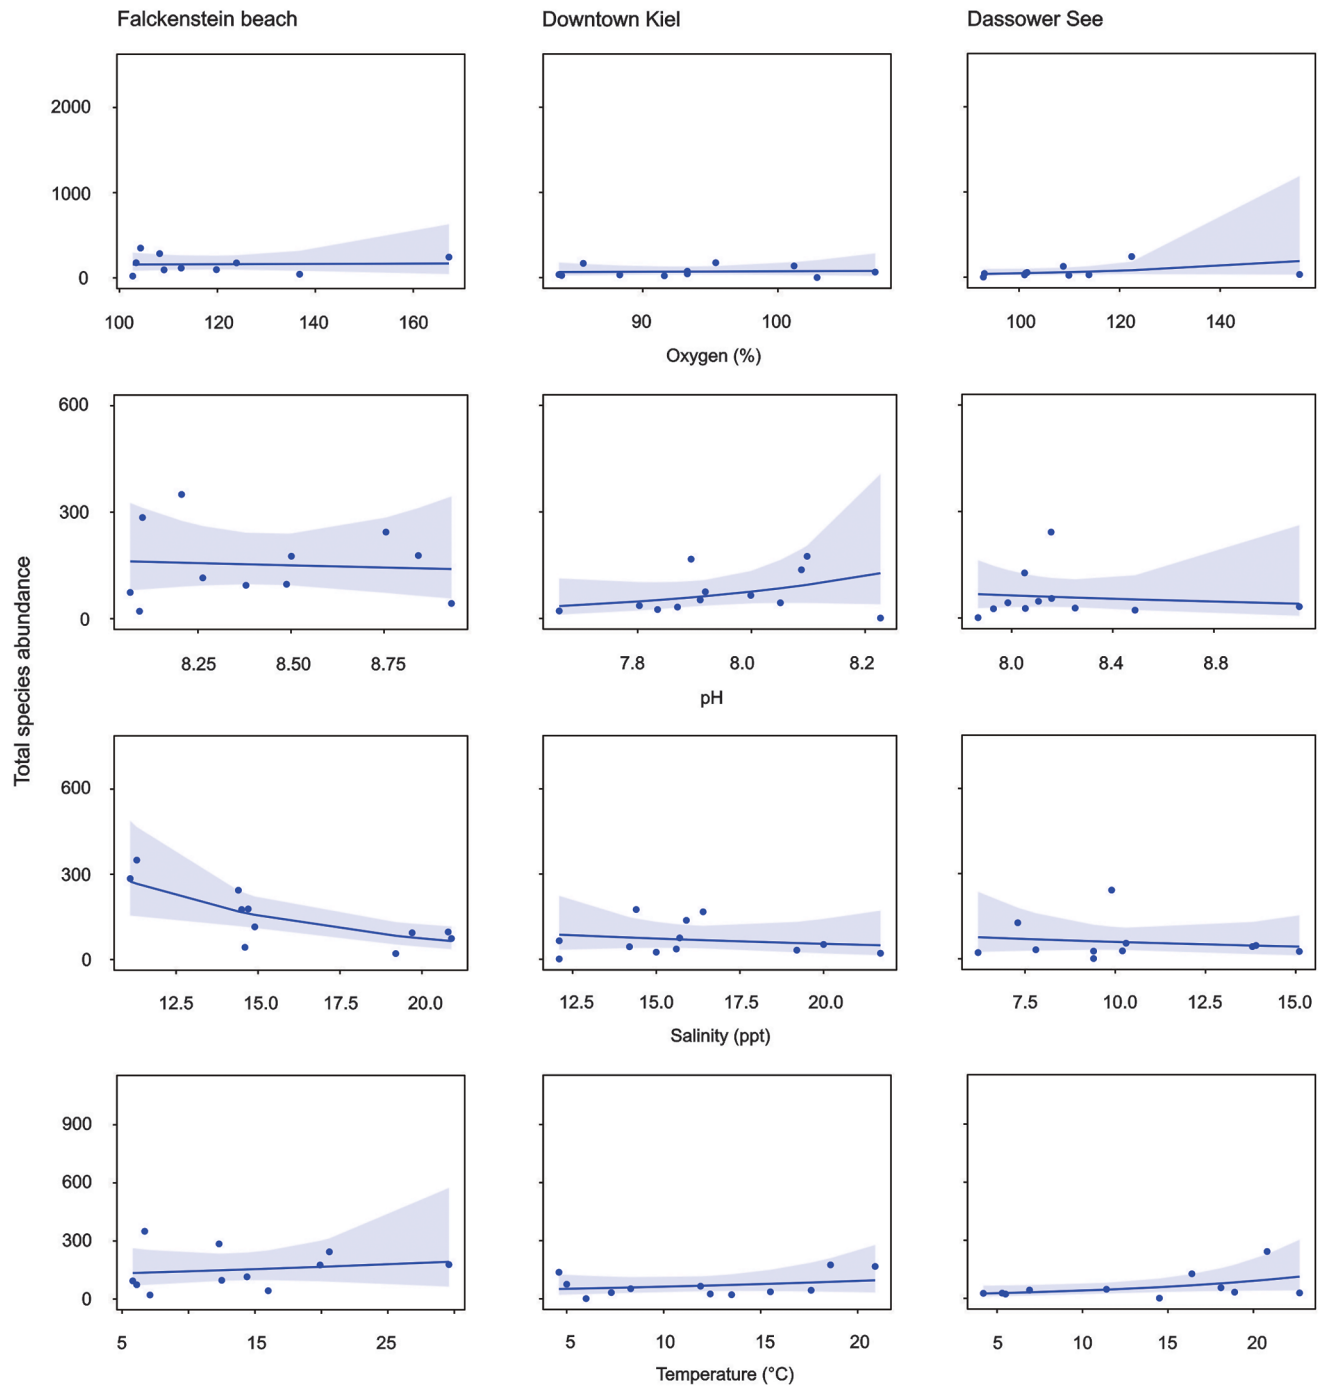 Falckenstein beach Downtown Kiel Dassower See
2000
1000
0
100 120 140 160 90 100 100 120 140
Oxygen (%)
600
300
0
8.25 8.50 8.75 7.8 8.0 8.2 8.0 8.4 8.8
pH
Total species abundance
600
300
0
12.5 15.0 17.5 20.0 12.5 15.0 17.5 20.0 7.5 10.0 12.5 15.0
Salinity (ppt)
900
600
300
0
5 15 25 5 10 15 20 5 10 15 20
Temperature (°C)